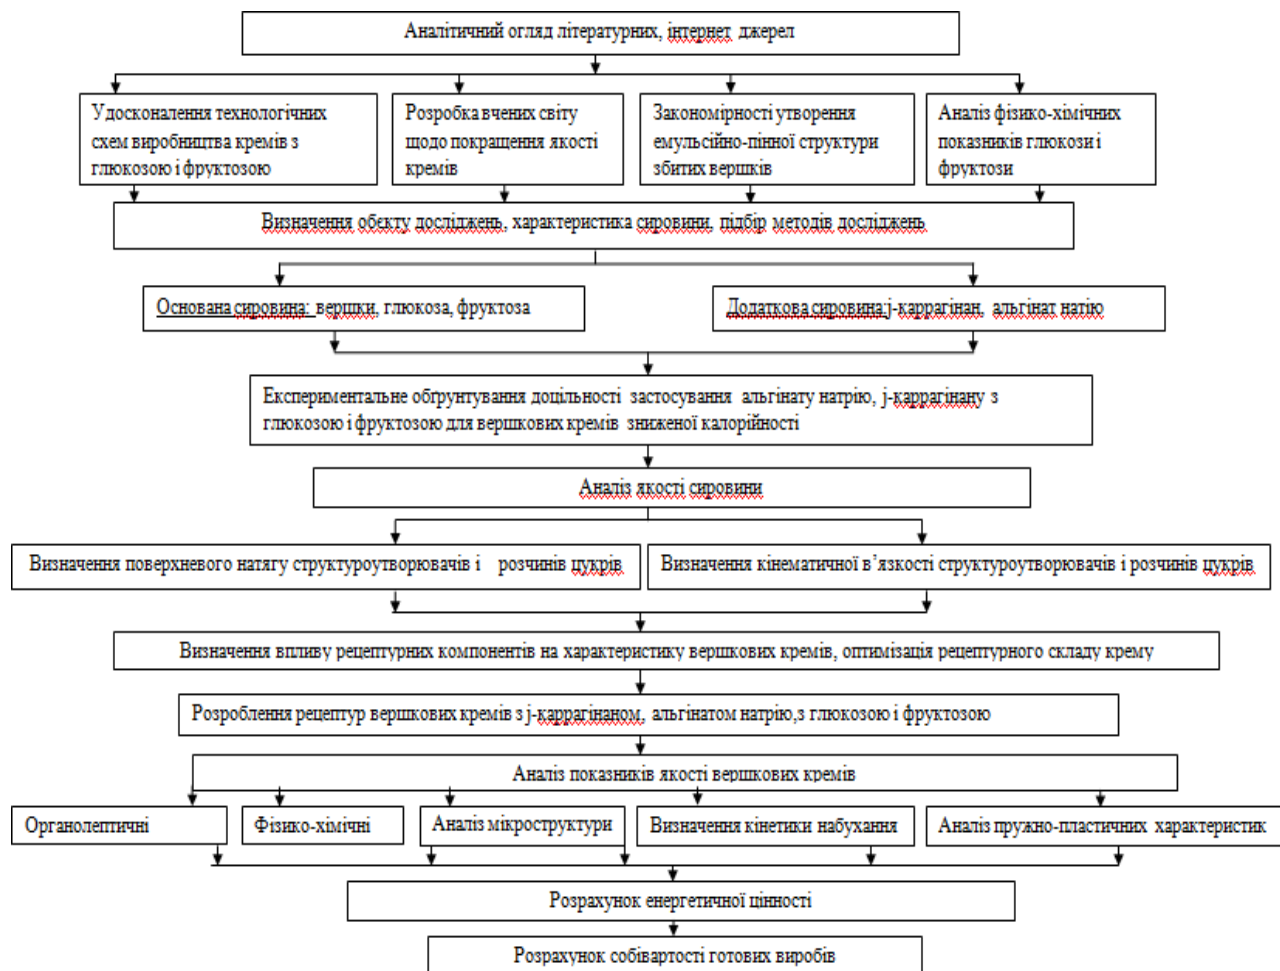 Аналітичний огляд літературних, інтернет джерел
Удосконалення технологічних
схем виробництва кремів з
глюкозою і фруктозою
Розробка вчених світу
щодо покращення якості
кремів
Закономірності утворення
емульсійно-пінної структури
збитих вершків
Аналіз фізико-хімічних
показників глюкози і
фруктози
Визначення обєкту досліджень, характеристика сировини, підбір методів досліджень
Основана сировина: вершки, глюкоза, фруктоза
Додаткова сировина:j-каррагінан, альгінат натію
Експериментальне обґрунтування доцільності застосування альгінату натрію, j-каррагінану з
глюкозою і фруктозою для вершкових кремів зниженої калорійності
Аналіз якості сировини
Визначення поверхневого натягу структуроутворювачів і розчинів цукрів
Визначення кінематичної в’язкості структуроутворювачів і розчинів цукрів
Визначення впливу рецептурних компонентів на характеристику вершкових кремів, оптимізація рецептурного складу крему
Розроблення рецептур вершкових кремів з j-каррагінаном, альгінатом натрію,з глюкозою і фруктозою
Аналіз показників якості вершкових кремів
Органолептичні
Фізико-хімічні
Аналіз мікроструктури
Визначення кінетики набухання
Аналіз пружно-пластичних характеристик
Розрахунок енергетичної цінності
Розрахунок собівартості готових виробів